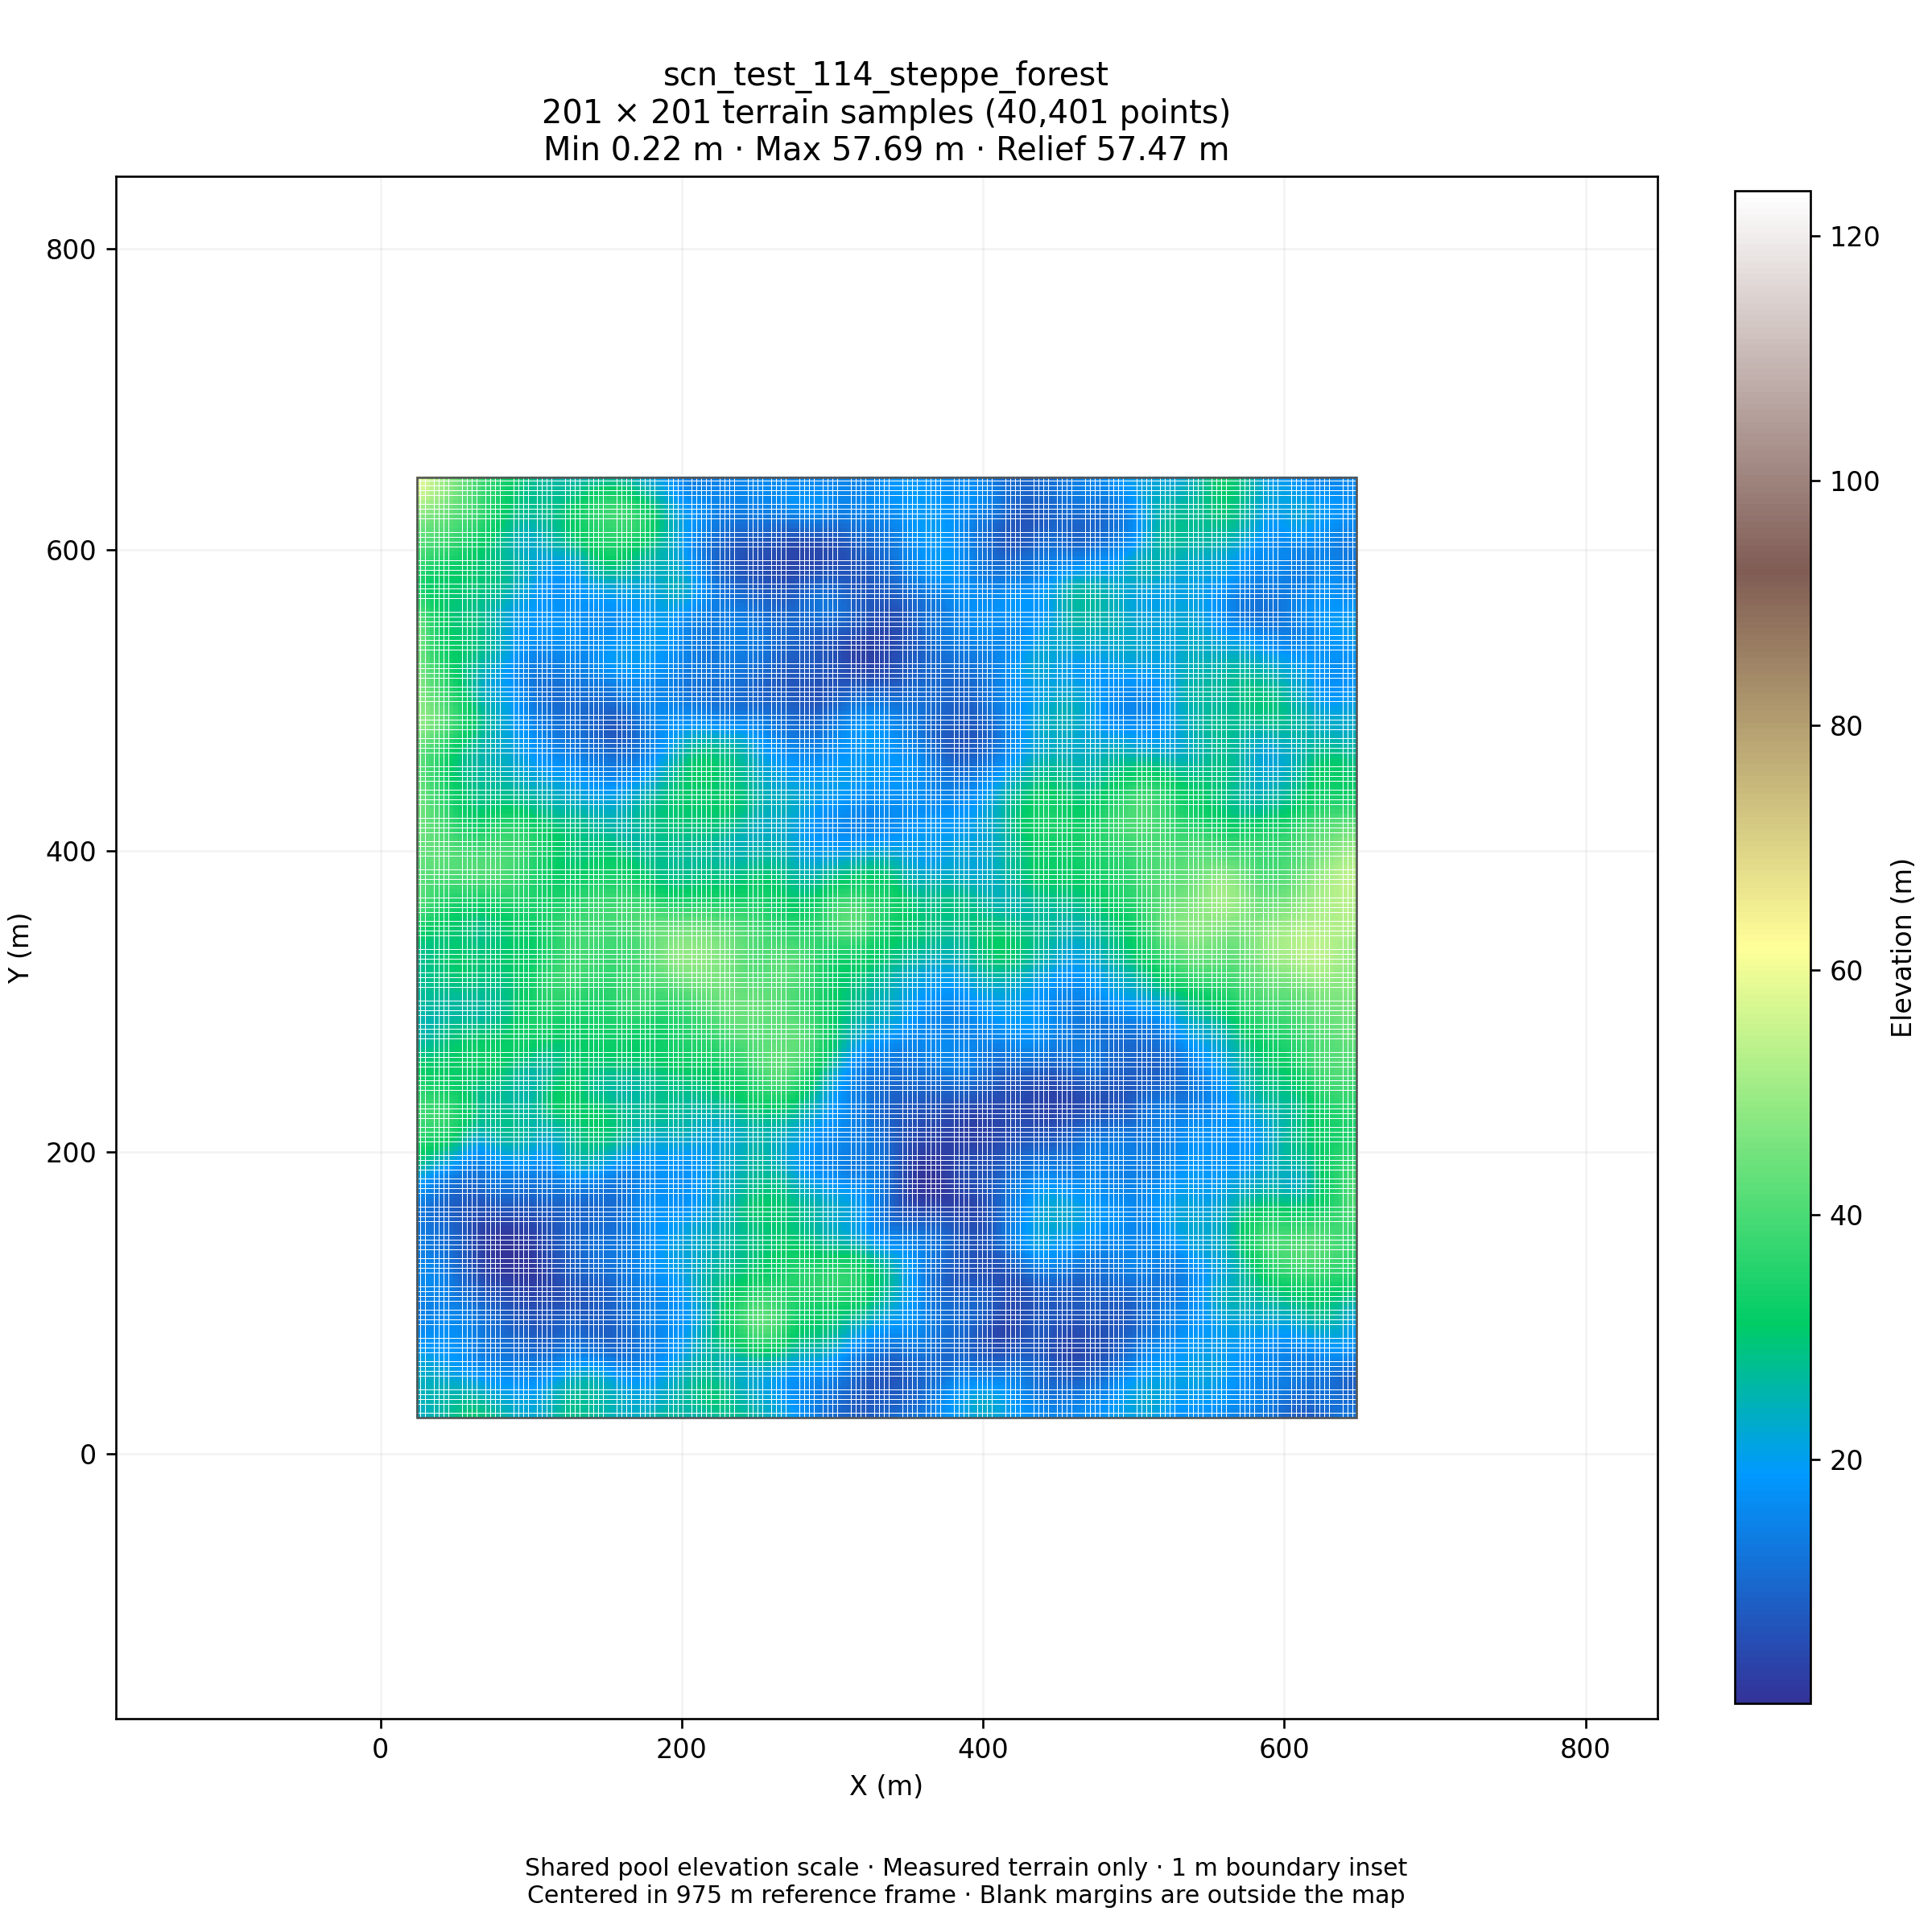 scn_test_114_steppe_forest
201 × 201 terrain samples (40,401 points)
Min 0.22 m · Max 57.69 m · Relief 57.47 m
800
600
400
200
0
Y (m)
0 200 400 600 800
X (m)
120
100
80
60
40
20
Elevation (m)
Shared pool elevation scale · Measured terrain only · 1 m boundary inset
Centered in 975 m reference frame · Blank margins are outside the map